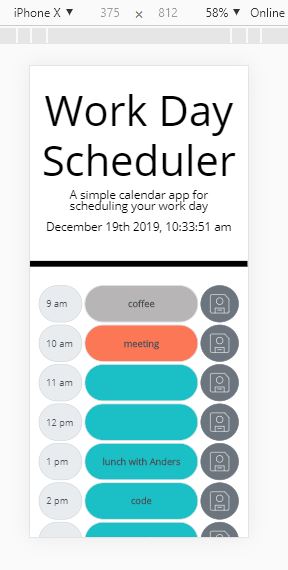 iPhone X ▼ 375 × 812 58% ▼ Online
Work Day
Scheduler
A simple calendar app for
scheduling your work day
December 19th 2019, 10:33:51 am
9 am coffee
10 am meeting
11 am
12 pm
1 pm lunch with Anders
2 pm code